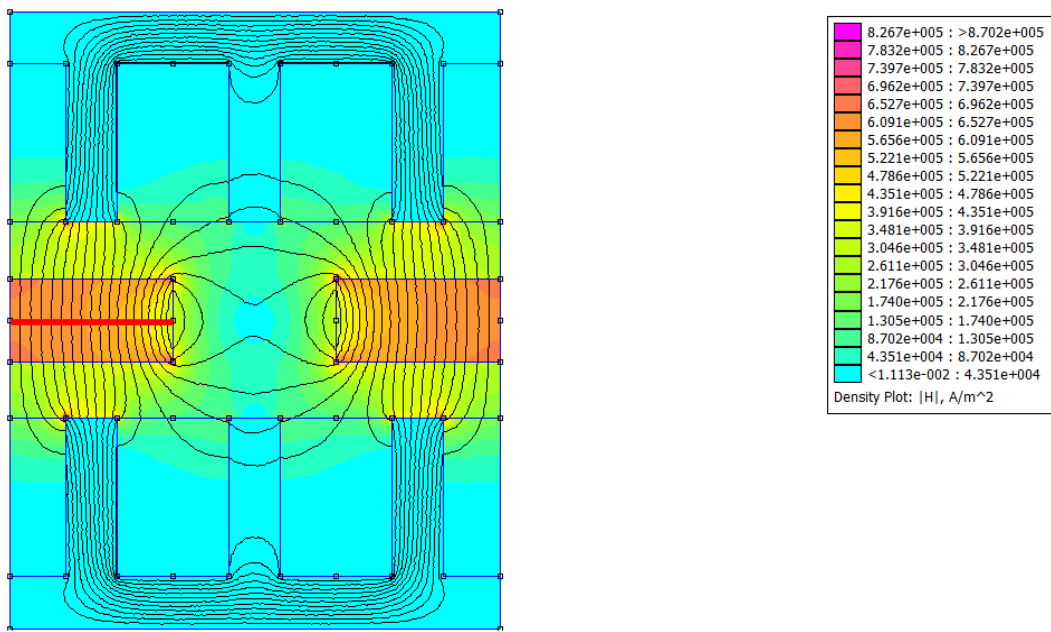 8.267e+005 : >8.702e+005
7.832e+005 : 8.267e+005
7.397e+005 : 7.832e+005
6.962e+005 : 7.397e+005
6.527e+005 : 6.962e+005
6.091e+005 : 6.527e+005
5.656e+005 : 6.091e+005
5.221e+005 : 5.656e+005
4.786e+005 : 5.221e+005
4.351e+005 : 4.786e+005
3.916e+005 : 4.351e+005
3.481e+005 : 3.916e+005
3.046e+005 : 3.481e+005
2.611e+005 : 3.046e+005
2.176e+005 : 2.611e+005
1.740e+005 : 2.176e+005
1.305e+005 : 1.740e+005
8.702e+004 : 1.305e+005
4.351e+004 : 8.702e+004
<1.113e-002 : 4.351e+004
Density Plot: |H|, A/m^2